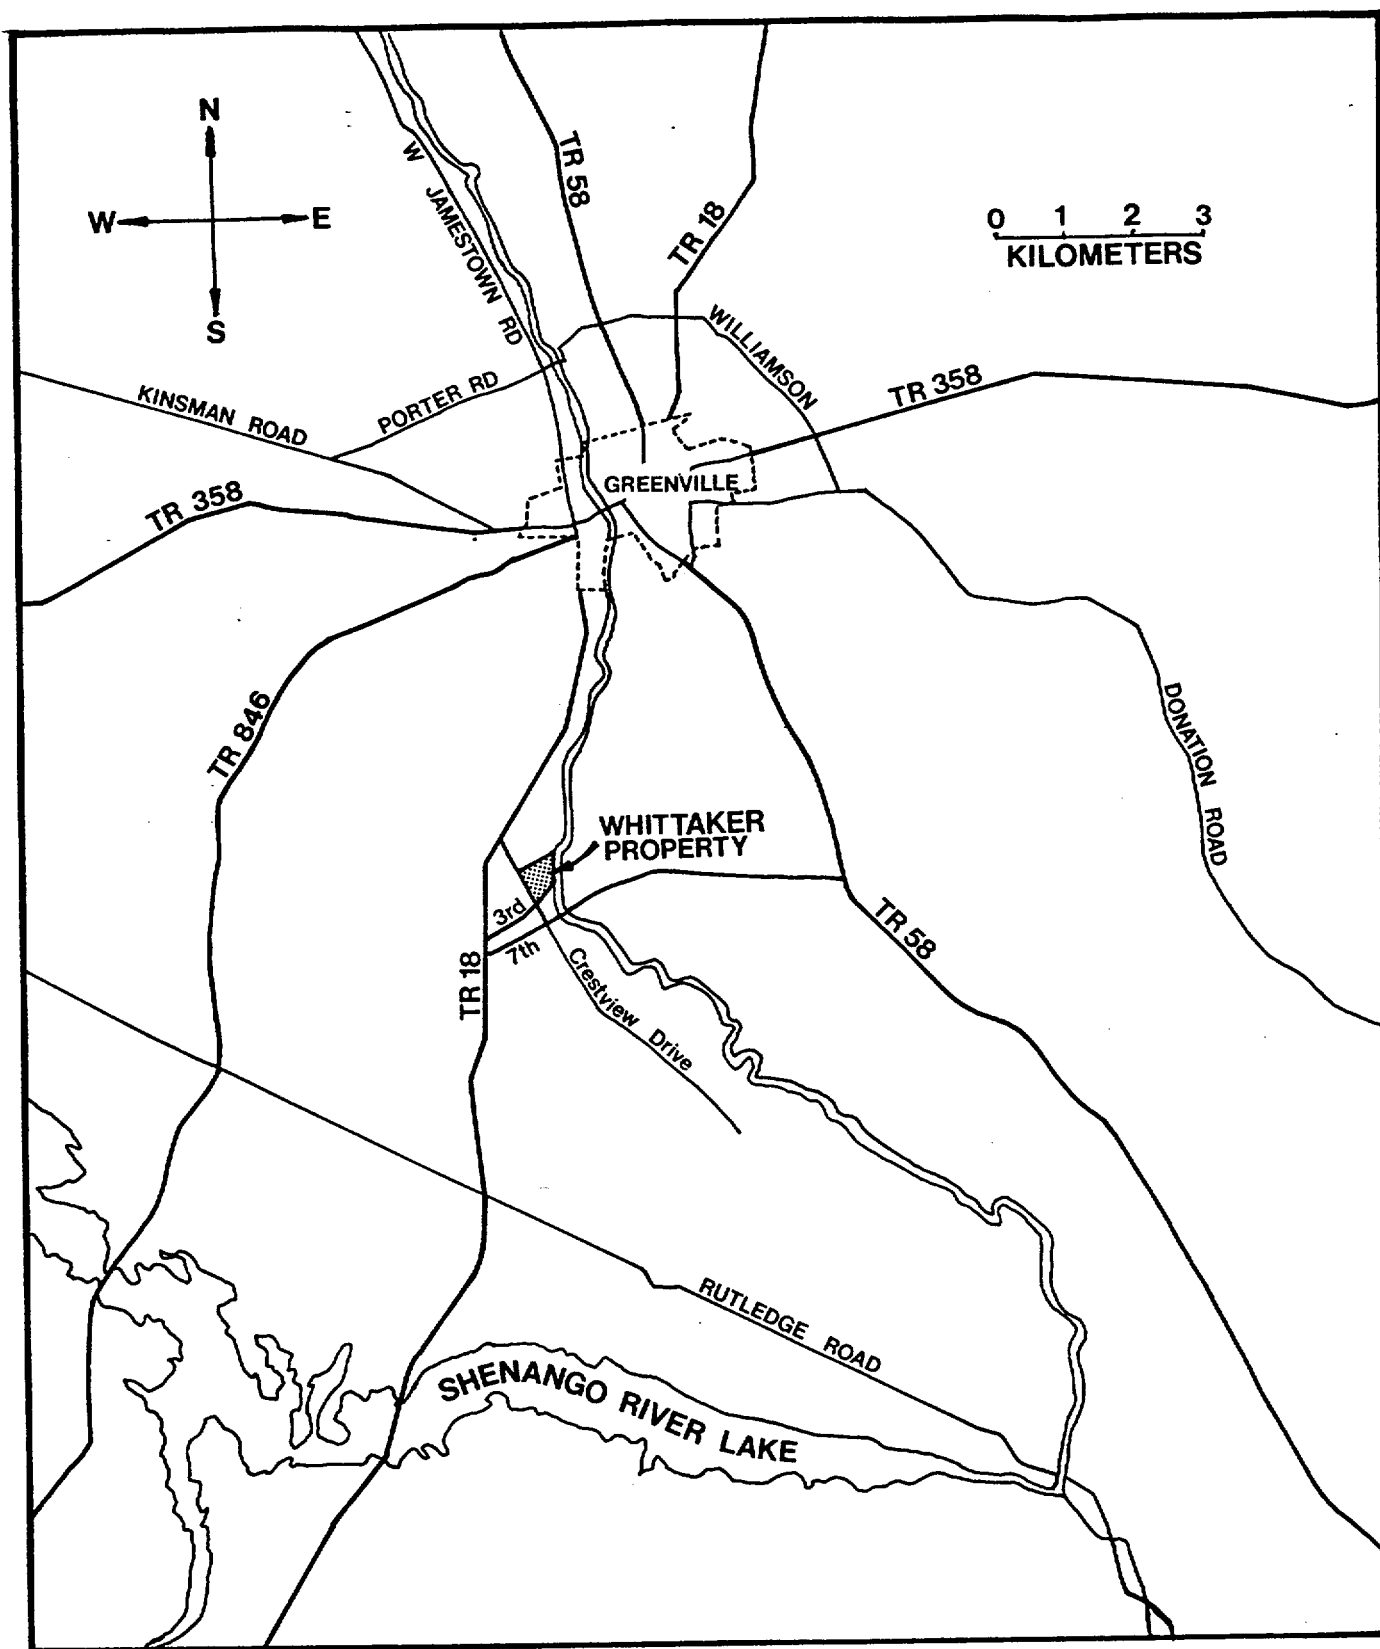 N
W E
S
W JAMESTOWN RD
TR 58
TR 18
0 1 2 3
KILOMETERS
WILLIAMSON
KINSMAN ROAD
PORTER RD
TR 358
TR 358
GREENVILLE
TR 846
DONATION ROAD
WHITTAKER
PROPERTY
3rd
7th
TR 18
Crestview Drive
TR 58
RUTLEDGE ROAD
SHENANGO RIVER LAKE